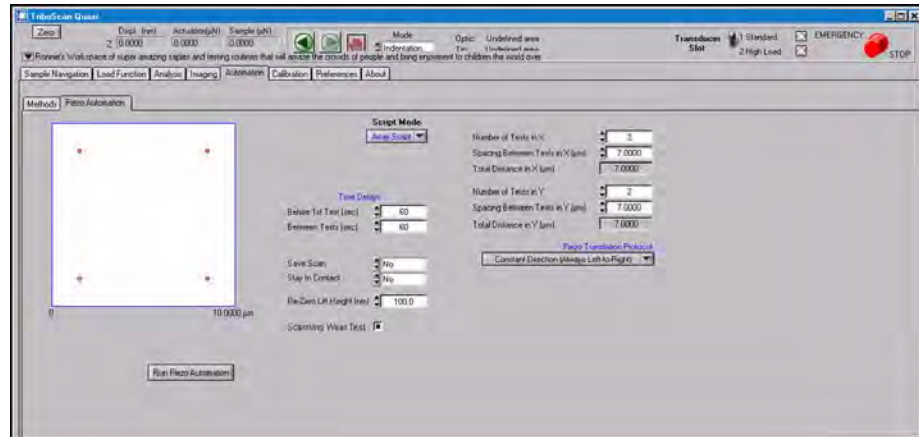 TriboScan Quasi
Zero
Displ. (nm) Actuation(µN) Sample (µN)
Z 0.0000 0.0000 0.0000
Mode
Indentation
Optic: Undefined area
Tip: Undefined area
Transducer Slot
1 Standard
2 High Load
EMERGENCY
STOP
Ronnie's Workspace of super amazing samples and testing routines that will amaze the crowds of people and bring enjoyment to children the world over
Sample Navigation Load Function Analysis Imaging Automation Calibration Preferences About
Methods Piezo Automation
Script Mode
Array Script
Time Delays
Before 1st Test (sec) 60
Between Tests (sec) 60
Save Scan No
Stay In Contact No
Re-Zero Lift Height (nm) 100.0
Scanning Wear Test
Number of Tests in X 2
Spacing Between Tests in X (µm) 7.0000
Total Distance in X (µm) 7.0000
Number of Tests in Y 2
Spacing Between Tests in Y (µm) 7.0000
Total Distance in Y (µm) 7.0000
Piezo Translation Protocol
Constant Direction (Always Left-to-Right)
0 10.0000 µm
Run Piezo Automation